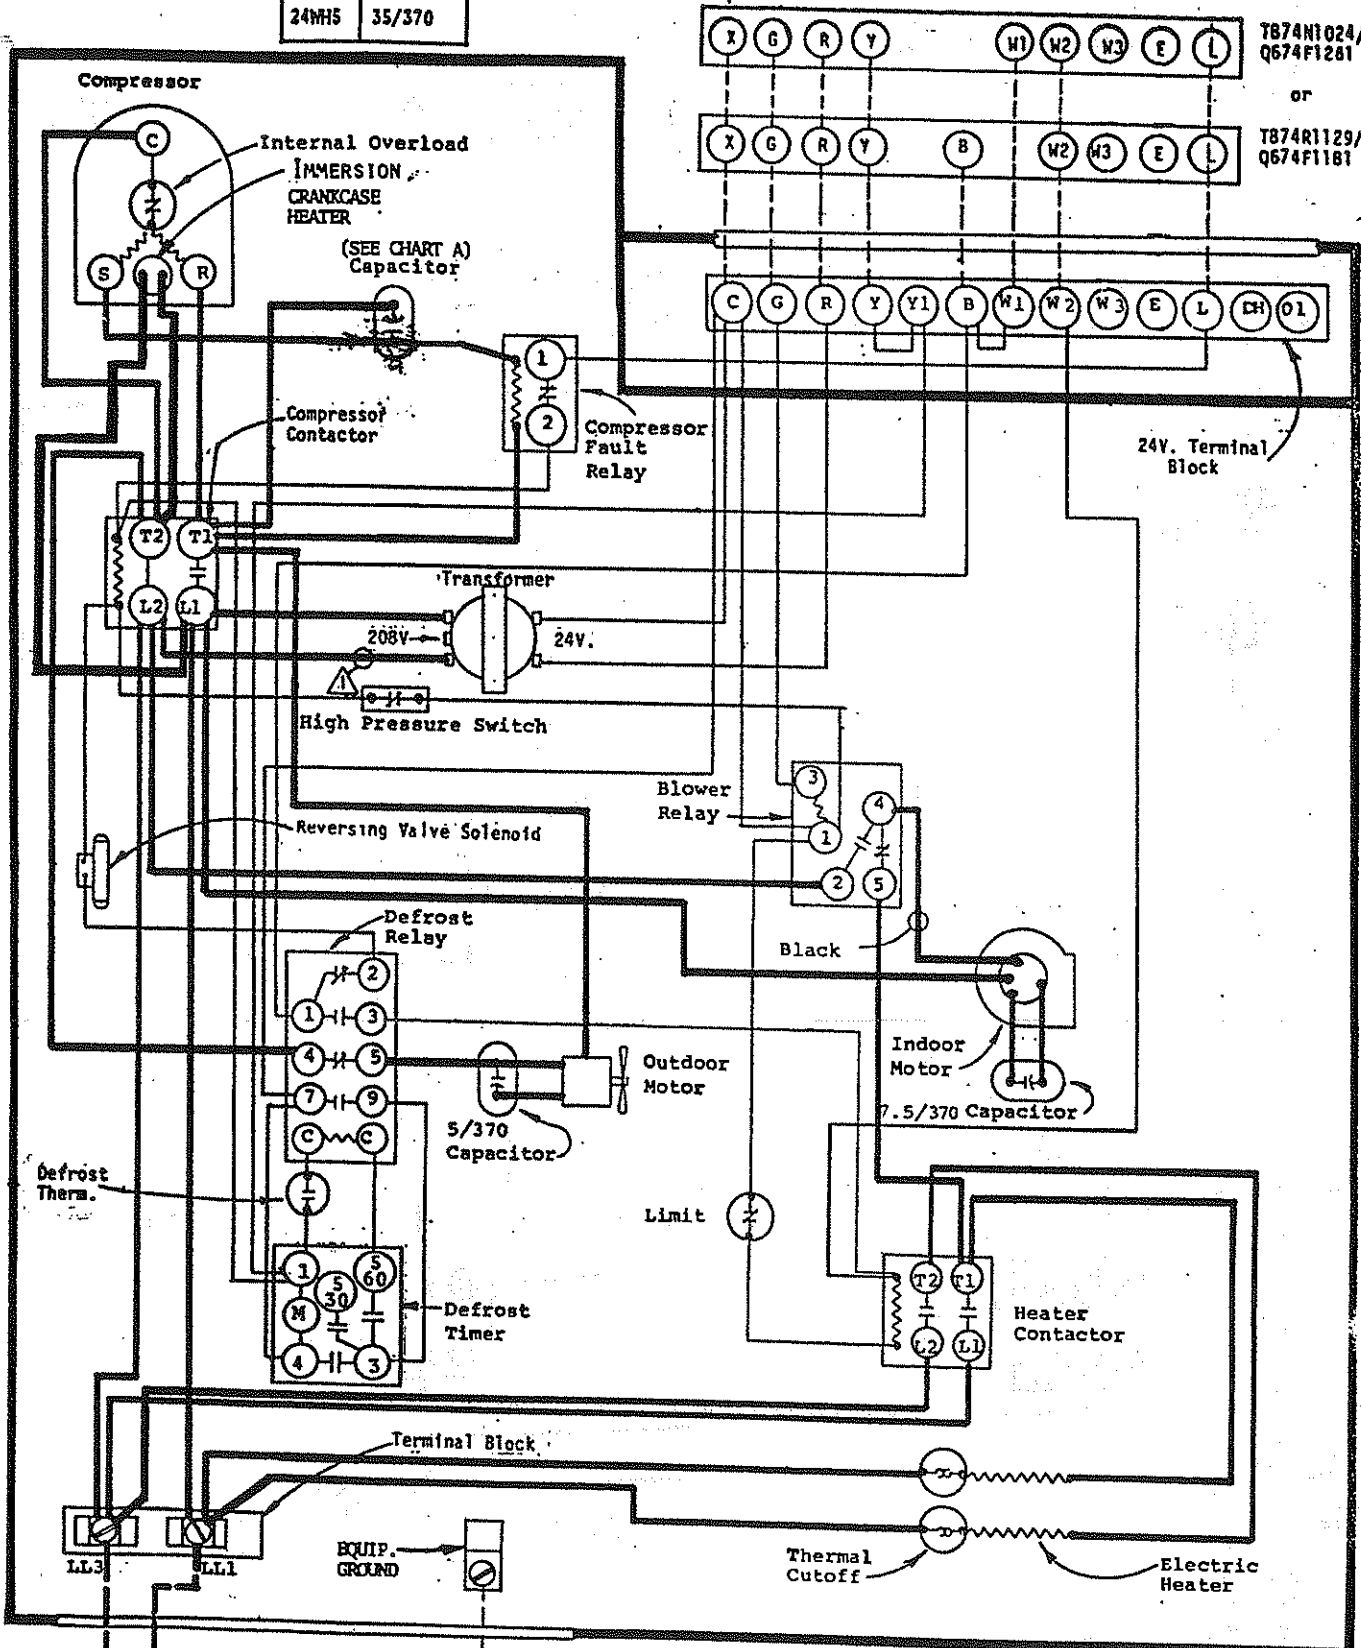 24WH5 35/370
X G R Y W1 W2 W3 E L
T874N1024/
Q674F1261
or
X G R Y B W2 W3 E L
T874R1129/
Q674F1181
Compressor
C
Internal Overload
IMMERSION
CRANKCASE
HEATER
S R
(SEE CHART A)
Capacitor
C G R Y Y1 B W1 W2 W3 E L CH O1
24V. Terminal
Block
1
2
Compressor
Fault
Relay
Compressor
Contactor
T2 T1
L2 L1
Transformer
208V
24V.
1
High Pressure Switch
Blower
Relay
3
4
1
2 5
Reversing Valve Solenoid
Black
Defrost
Relay
2
1 3
4 5
7 9
C C
Outdoor
Motor
5/370
Capacitor
Indoor
Motor
7.5/370 Capacitor
Defrost
Therm.
Limit
1
S
30
S
60
M
4 3
Defrost
Timer
T2 T1
L2 L1
Heater
Contactor
Terminal Block
LL3 LL1
EQUIP.
GROUND
Thermal
Cutoff
Electric
Heater